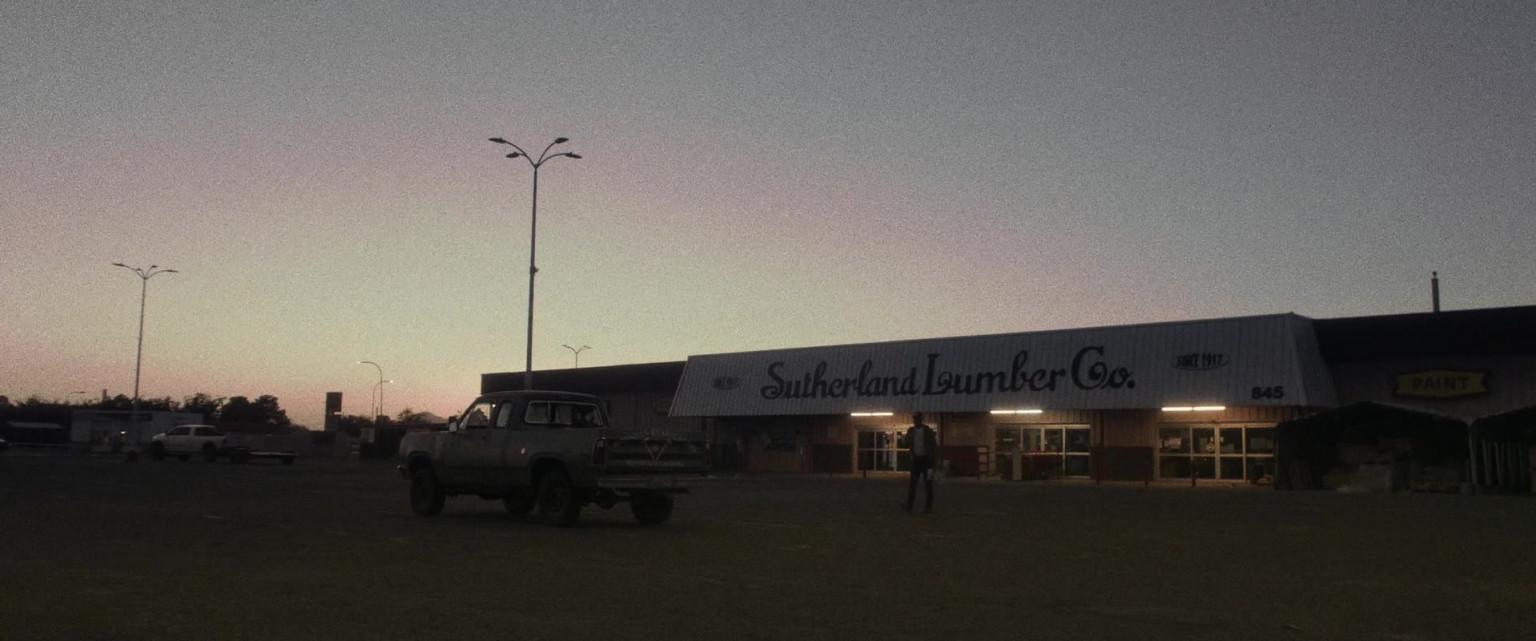 Sutherland Lumber Co.
SINCE 1917
845
PAINT